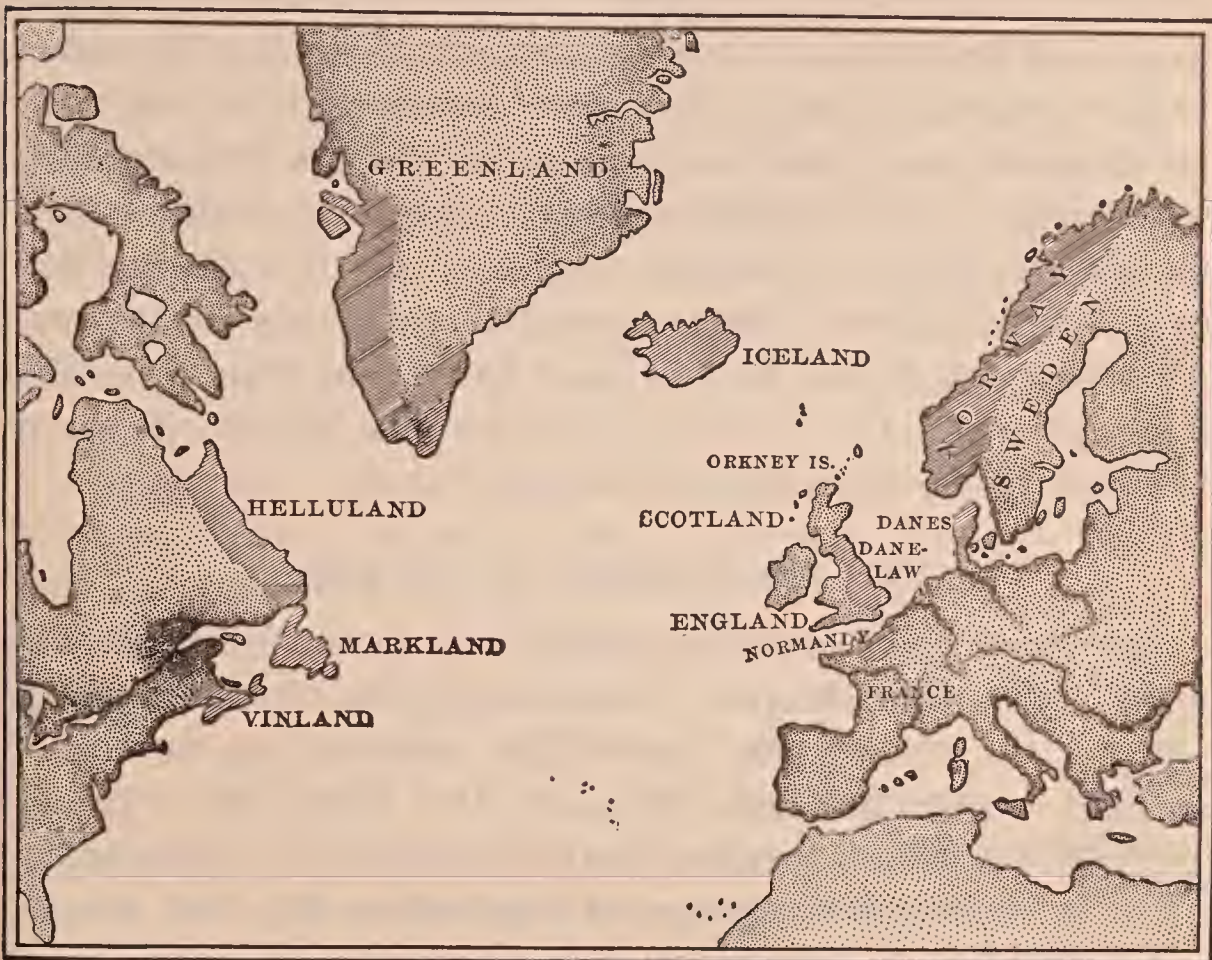 GREENLAND
NORWAY
SWEDEN
ICELAND
ORKNEY IS.
HELLULAND
SCOTLAND
DANES
DANE-
LAW
ENGLAND
NORMANDY
MARKLAND
FRANCE
VINLAND